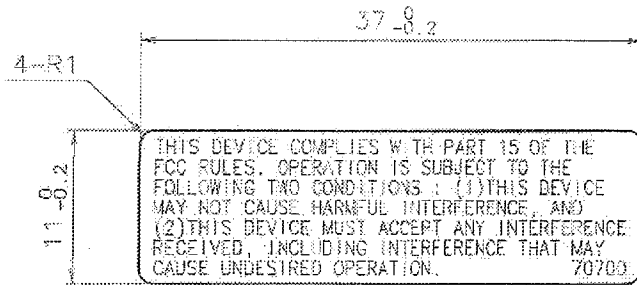 37 0 -0.2
4-R1
11 0 -0.2
THIS DEVICE COMPLIES WITH PART 15 OF THE
FCC RULES. OPERATION IS SUBJECT TO THE
FOLLOWING TWO CONDITIONS : (1)THIS DEVICE
MAY NOT CAUSE HARMFUL INTERFERENCE, AND
(2)THIS DEVICE MUST ACCEPT ANY INTERFERENCE
RECEIVED, INCLUDING INTERFERENCE THAT MAY
CAUSE UNDESIRED OPERATION. 70700